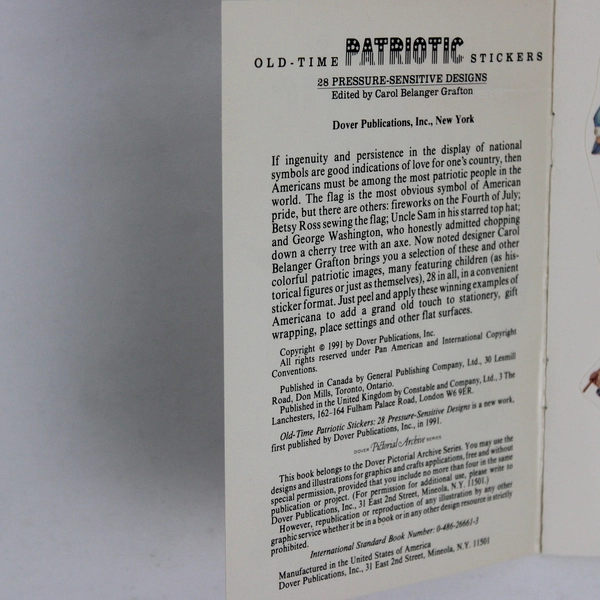 OLD-TIME PATRIOTIC STICKERS
28 PRESSURE-SENSITIVE DESIGNS
Edited by Carol Belanger Grafton
Dover Publications, Inc., New York
If ingenuity and persistence in the display of national
symbols are good indications of love for one's country, then
Americans must be among the most patriotic people in the
world. The flag is the most obvious symbol of American
pride, but there are others: fireworks on the Fourth of July;
Betsy Ross sewing the flag; Uncle Sam in his starred top hat;
and George Washington, who honestly admitted chopping
down a cherry tree with an axe. Now noted designer Carol
Belanger Grafton brings you a selection of these and other
colorful patriotic images, many featuring children (as his-
torical figures or just as themselves), 28 in all, in a convenient
sticker format. Just peel and apply these winning examples of
Americana to add a grand old touch to stationery, gift
wrapping, place settings and other flat surfaces.
Copyright © 1991 by Dover Publications, Inc.
All rights reserved under Pan American and International Copyright
Conventions.
Published in Canada by General Publishing Company, Ltd., 30 Lesmill
Road, Don Mills, Toronto, Ontario.
Published in the United Kingdom by Constable and Company, Ltd., 3 The
Lanchesters, 162–164 Fulham Palace Road, London W6 9ER.
Old-Time Patriotic Stickers: 28 Pressure-Sensitive Designs is a new work,
first published by Dover Publications, Inc., in 1991.
DOVER Pictorial Archive SERIES
This book belongs to the Dover Pictorial Archive Series. You may use the
designs and illustrations for graphics and crafts applications, free and without
special permission, provided that you include no more than four in the same
publication or project. (For permission for additional use, please write to
Dover Publications, Inc., 31 East 2nd Street, Mineola, N.Y. 11501.)
However, republication or reproduction of any illustration by any other
graphic service whether it be in a book or in any other design resource is strictly
prohibited.
International Standard Book Number: 0-486-26661-3
Manufactured in the United States of America
Dover Publications, Inc., 31 East 2nd Street, Mineola, N.Y. 11501